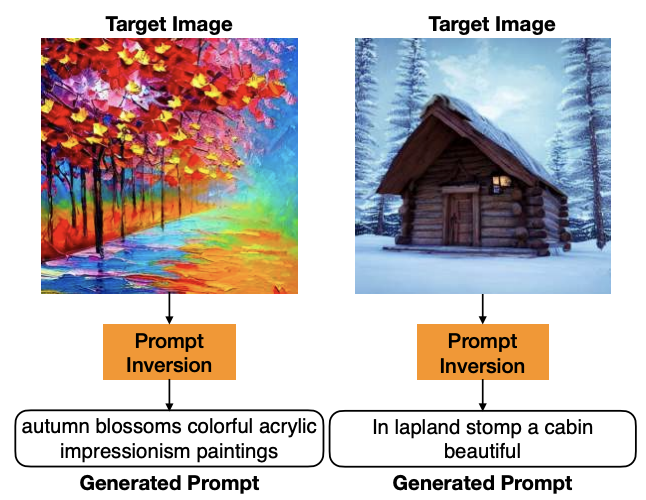 Target Image
Prompt
Inversion
autumn blossoms colorful acrylic
impressionism paintings
Generated Prompt
Target Image
Prompt
Inversion
In lapland stomp a cabin
beautiful
Generated Prompt